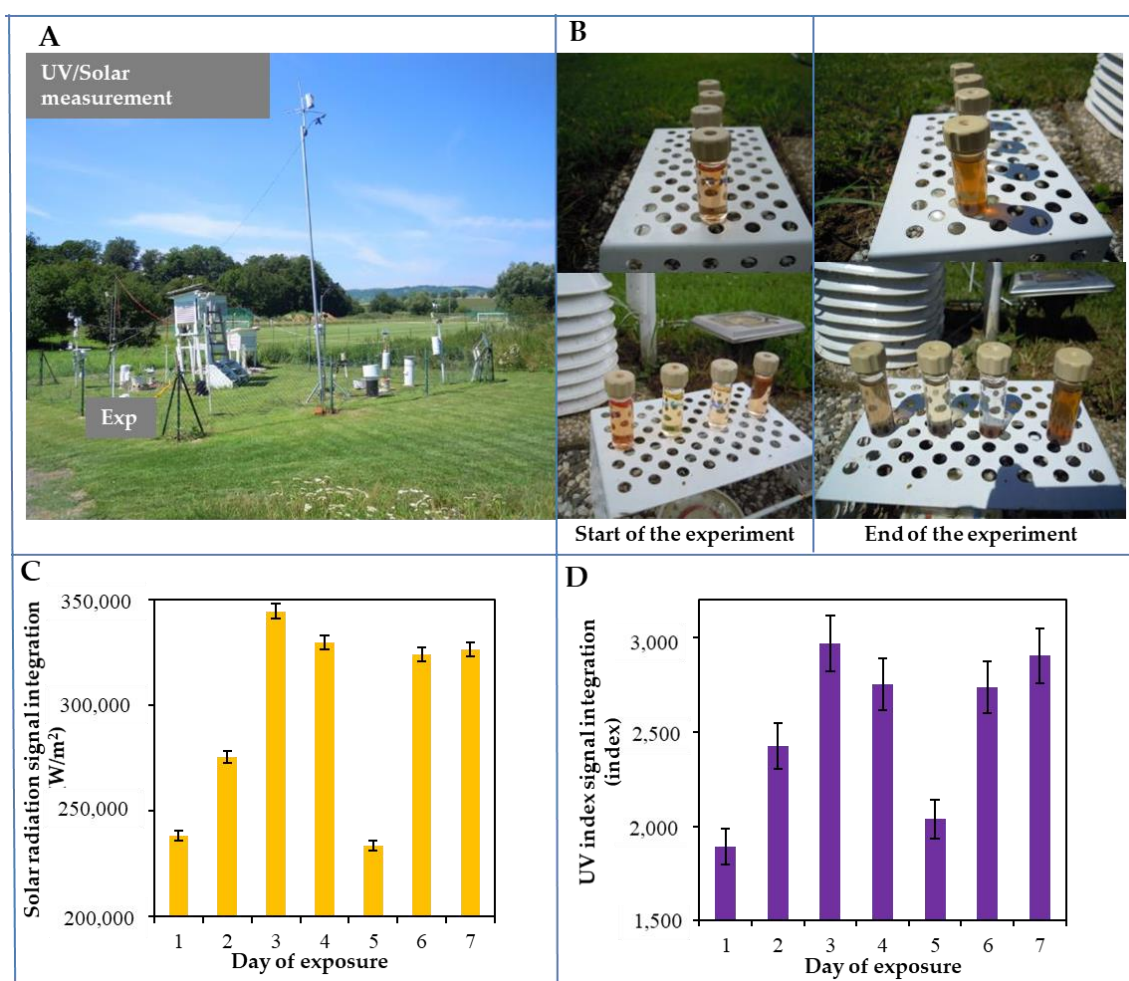 A
UV/Solar
measurement
Exp
B
Start of the experiment
End of the experiment
C
Solar radiation signal integration
W/m²)
350,000
300,000
250,000
200,000
1 2 3 4 5 6 7
Day of exposure
D
UV index signal integration
(index)
3,000
2,500
2,000
1,500
1 2 3 4 5 6 7
Day of exposure